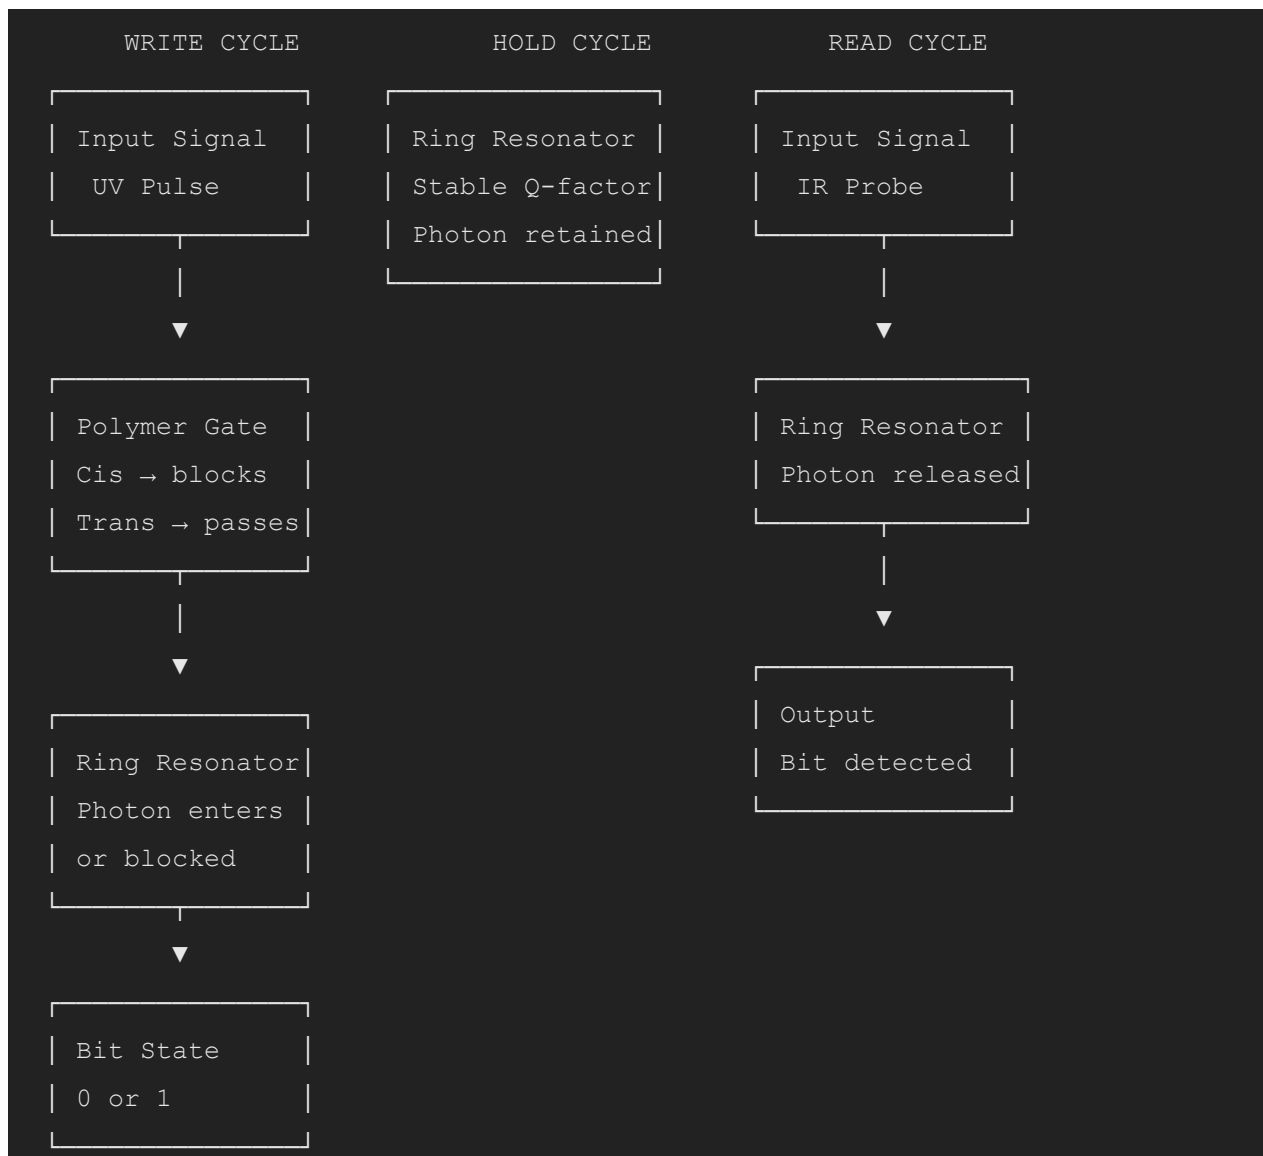 WRITE CYCLE HOLD CYCLE READ CYCLE
Input Signal
UV Pulse
Polymer Gate
Cis → blocks
Trans → passes
Ring Resonator
Photon enters
or blocked
Bit State
0 or 1
Ring Resonator
Stable Q-factor
Photon retained
Input Signal
IR Probe
Ring Resonator
Photon released
Output
Bit detected